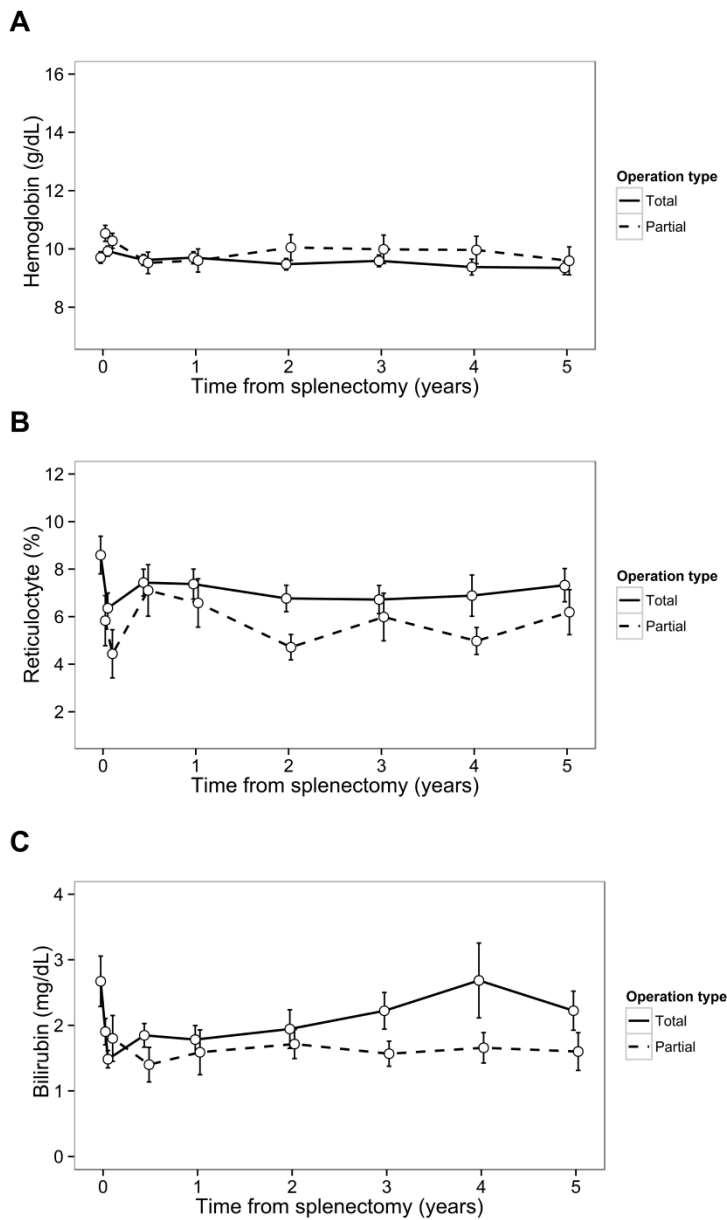 A
Hemoglobin (g/dL)
16
14
12
10
8
0 1 2 3 4 5
Time from splenectomy (years)
Operation type
Total
Partial
B
Reticuloctyte (%)
12
10
8
6
4
2
0 1 2 3 4 5
Time from splenectomy (years)
Operation type
Total
Partial
C
Bilirubin (mg/dL)
4
3
2
1
0
0 1 2 3 4 5
Time from splenectomy (years)
Operation type
Total
Partial